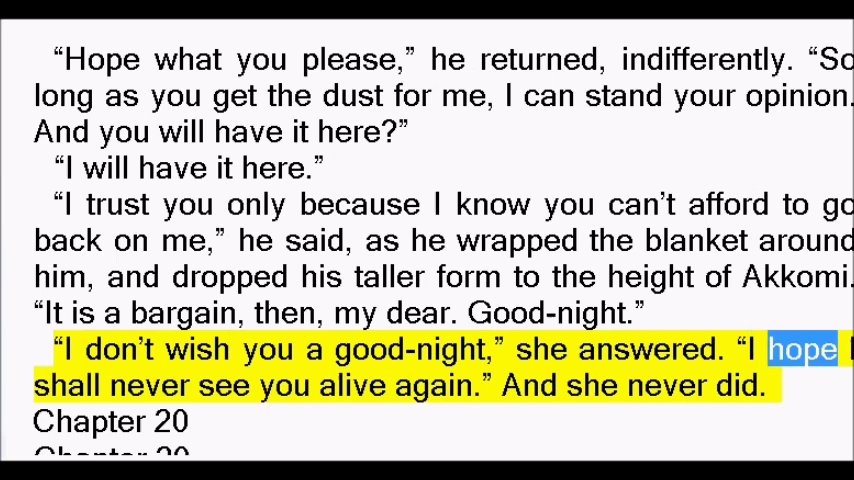 “Hope what you please,” he returned, indifferently. “So
long as you get the dust for me, I can stand your opinion.
And you will have it here?”
“I will have it here.”
“I trust you only because I know you can’t afford to go
back on me,” he said, as he wrapped the blanket around
him, and dropped his taller form to the height of Akkomi.
“It is a bargain, then, my dear. Good-night.”
“I don’t wish you a good-night,” she answered. “I hope I
shall never see you alive again.” And she never did.
Chapter 20
Chapter 20